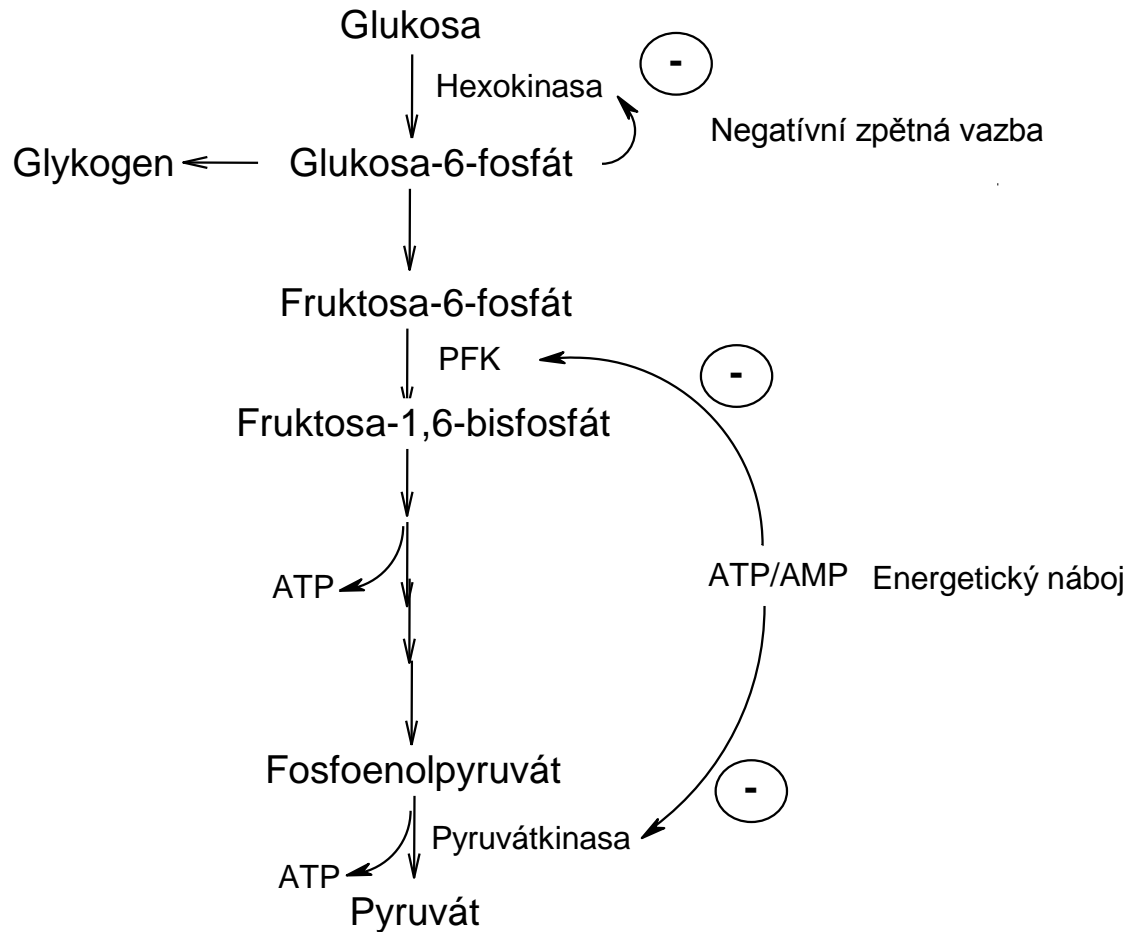 Glukosa
-
Hexokinasa
Negatívní zpětná vazba
Glykogen
Glukosa-6-fosfát
Fruktosa-6-fosfát
PFK
-
Fruktosa-1,6-bisfosfát
ATP
ATP/AMP
Energetický náboj
Fosfoenolpyruvát
-
Pyruvátkinasa
ATP
Pyruvát